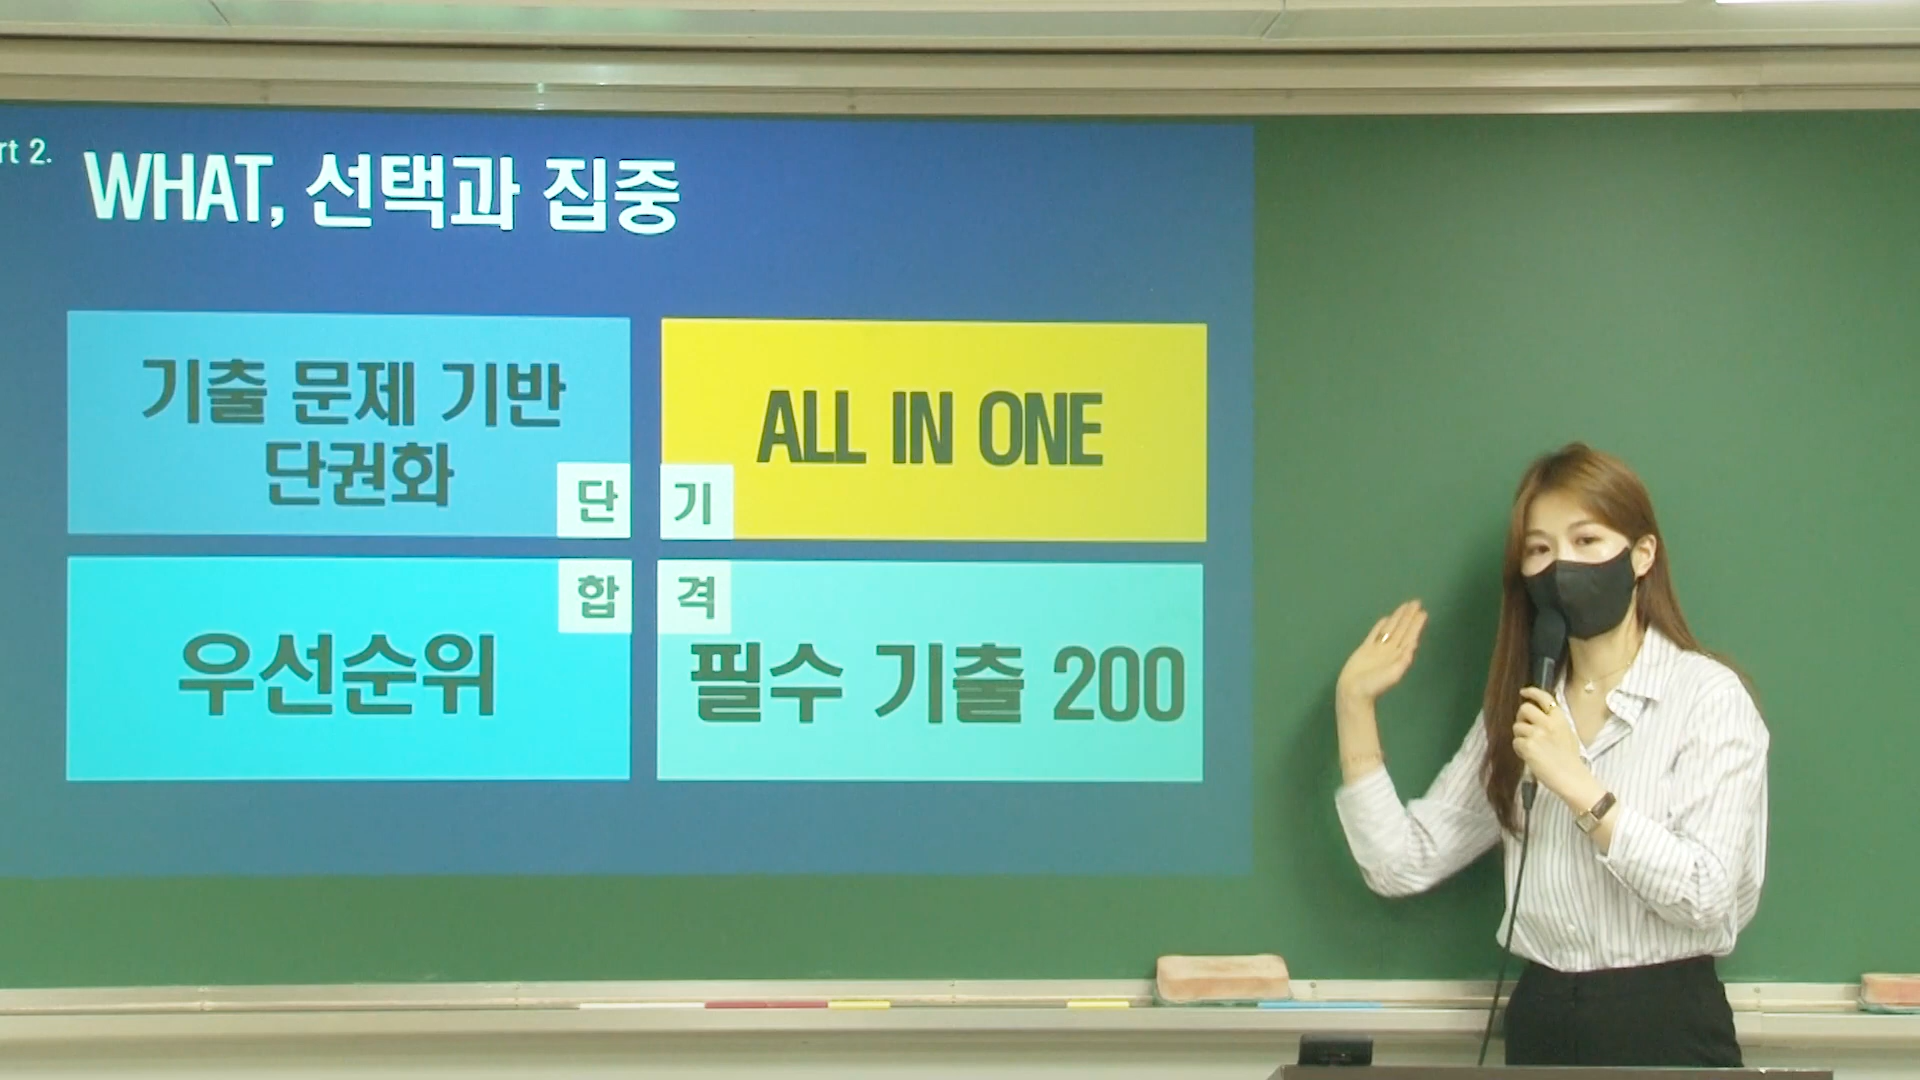 rt 2.
WHAT, 선택과 집중
기출 문제 기반
단권화
ALL IN ONE
단 기
합 격
우선순위
필수 기출 200